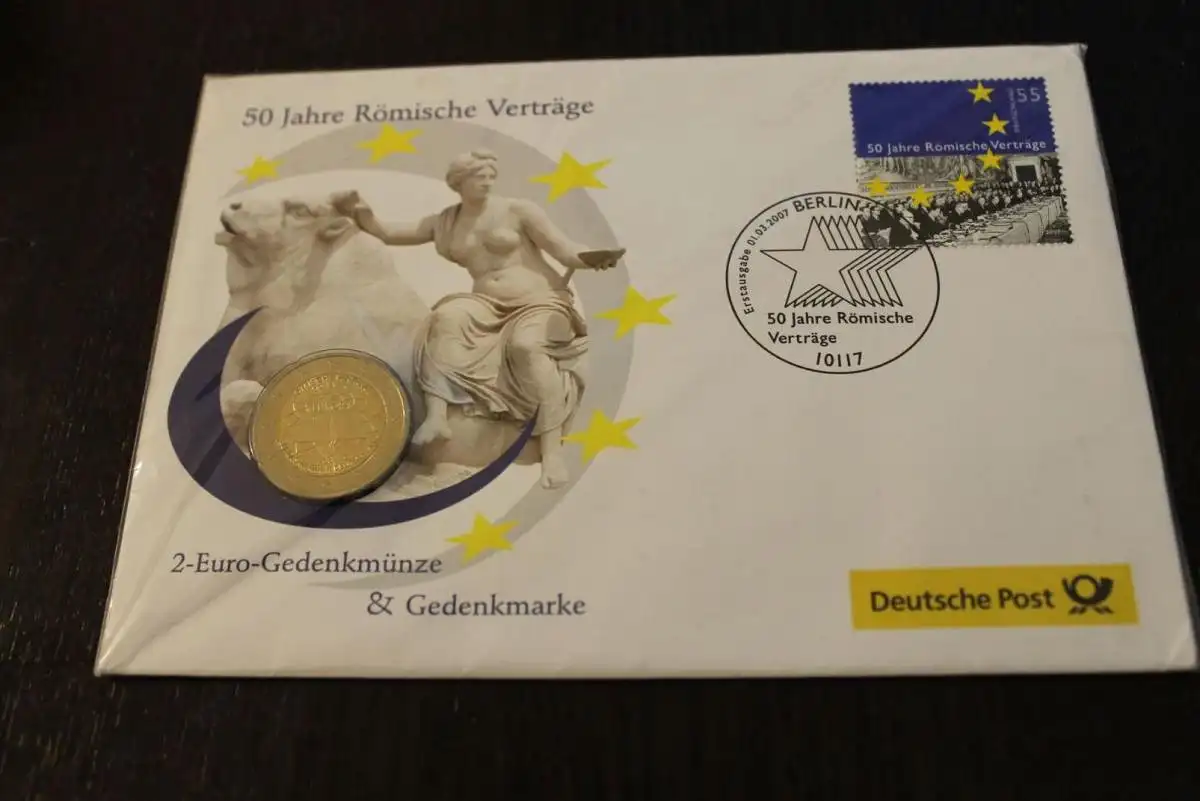 50 Jahre Römische Verträge
55
50 Jahre Römische Verträge
Erstausgabe 01.03.2007 BERLIN
50 Jahre Römische
Verträge
10117
2-Euro-Gedenkmünze
& Gedenkmarke
Deutsche Post